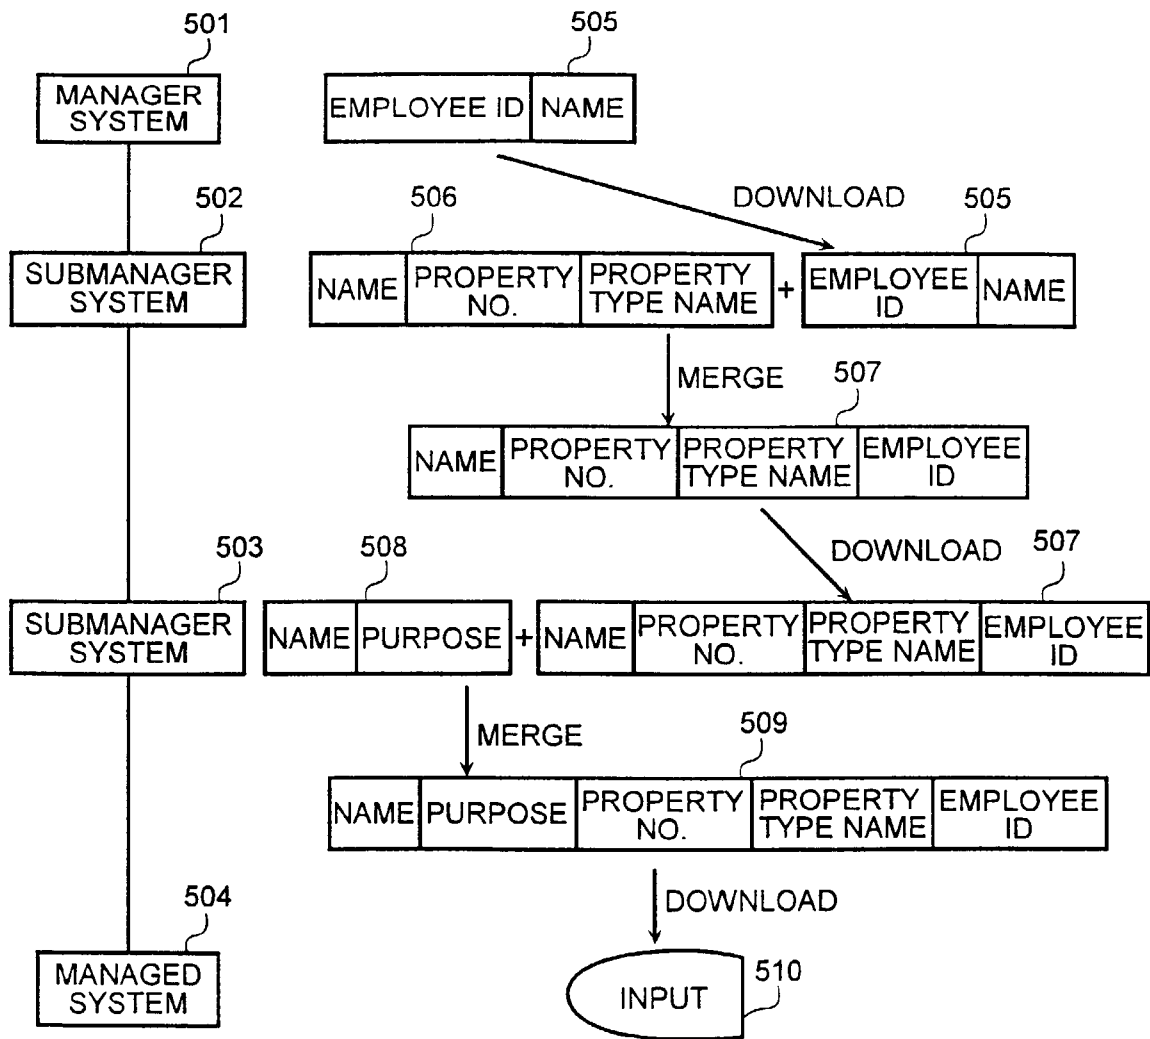 501
505
MANAGER
SYSTEM
EMPLOYEE ID
NAME
DOWNLOAD
502
506
505
SUBMANAGER
SYSTEM
NAME
PROPERTY
NO.
PROPERTY
TYPE NAME
+
EMPLOYEE
ID
NAME
MERGE
507
NAME
PROPERTY
NO.
PROPERTY
TYPE NAME
EMPLOYEE
ID
DOWNLOAD
503
508
507
SUBMANAGER
SYSTEM
NAME
PURPOSE
+
NAME
PROPERTY
NO.
PROPERTY
TYPE NAME
EMPLOYEE
ID
MERGE
509
NAME
PURPOSE
PROPERTY
NO.
PROPERTY
TYPE NAME
EMPLOYEE
ID
DOWNLOAD
504
MANAGED
SYSTEM
INPUT
510